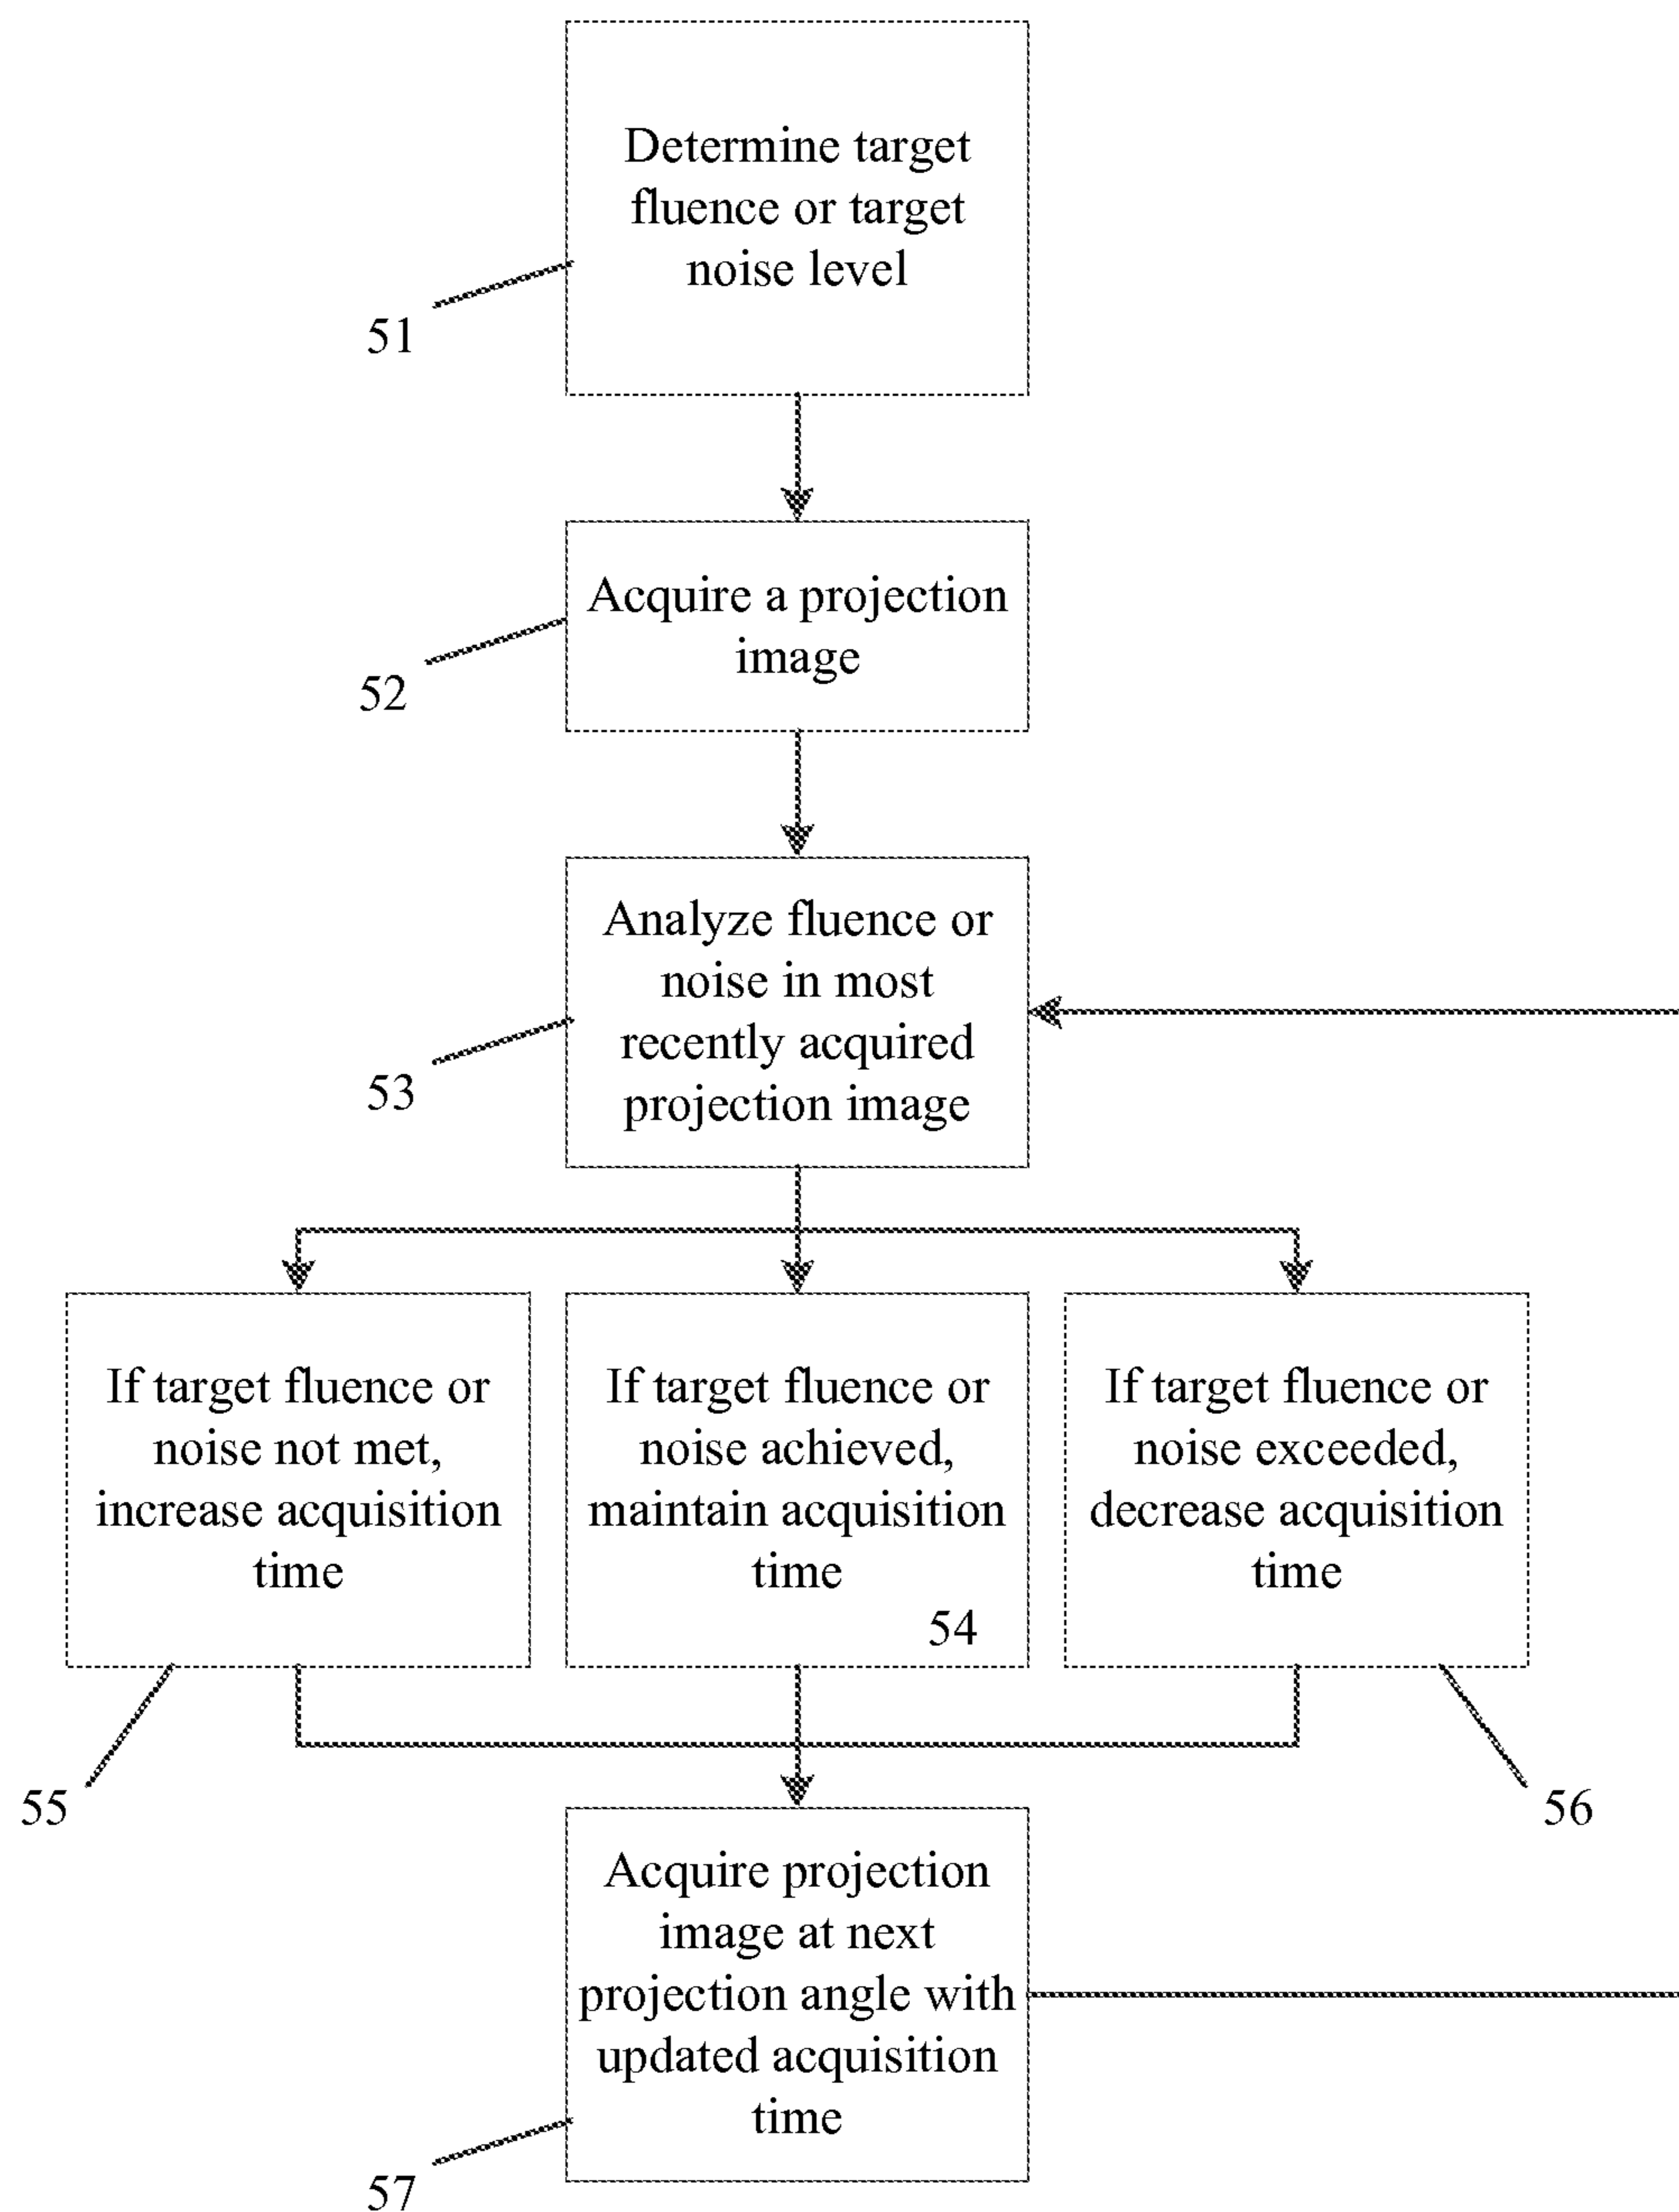 Determine target
fluence or target
noise level
51
Acquire a projection
image
52
Analyze fluence or
noise in most
recently acquired
projection image
53
If target fluence or
noise not met,
increase acquisition
time
55
If target fluence or
noise achieved,
maintain acquisition
time
54
If target fluence or
noise exceeded,
decrease acquisition
time
56
Acquire projection
image at next
projection angle with
updated acquisition
time
57